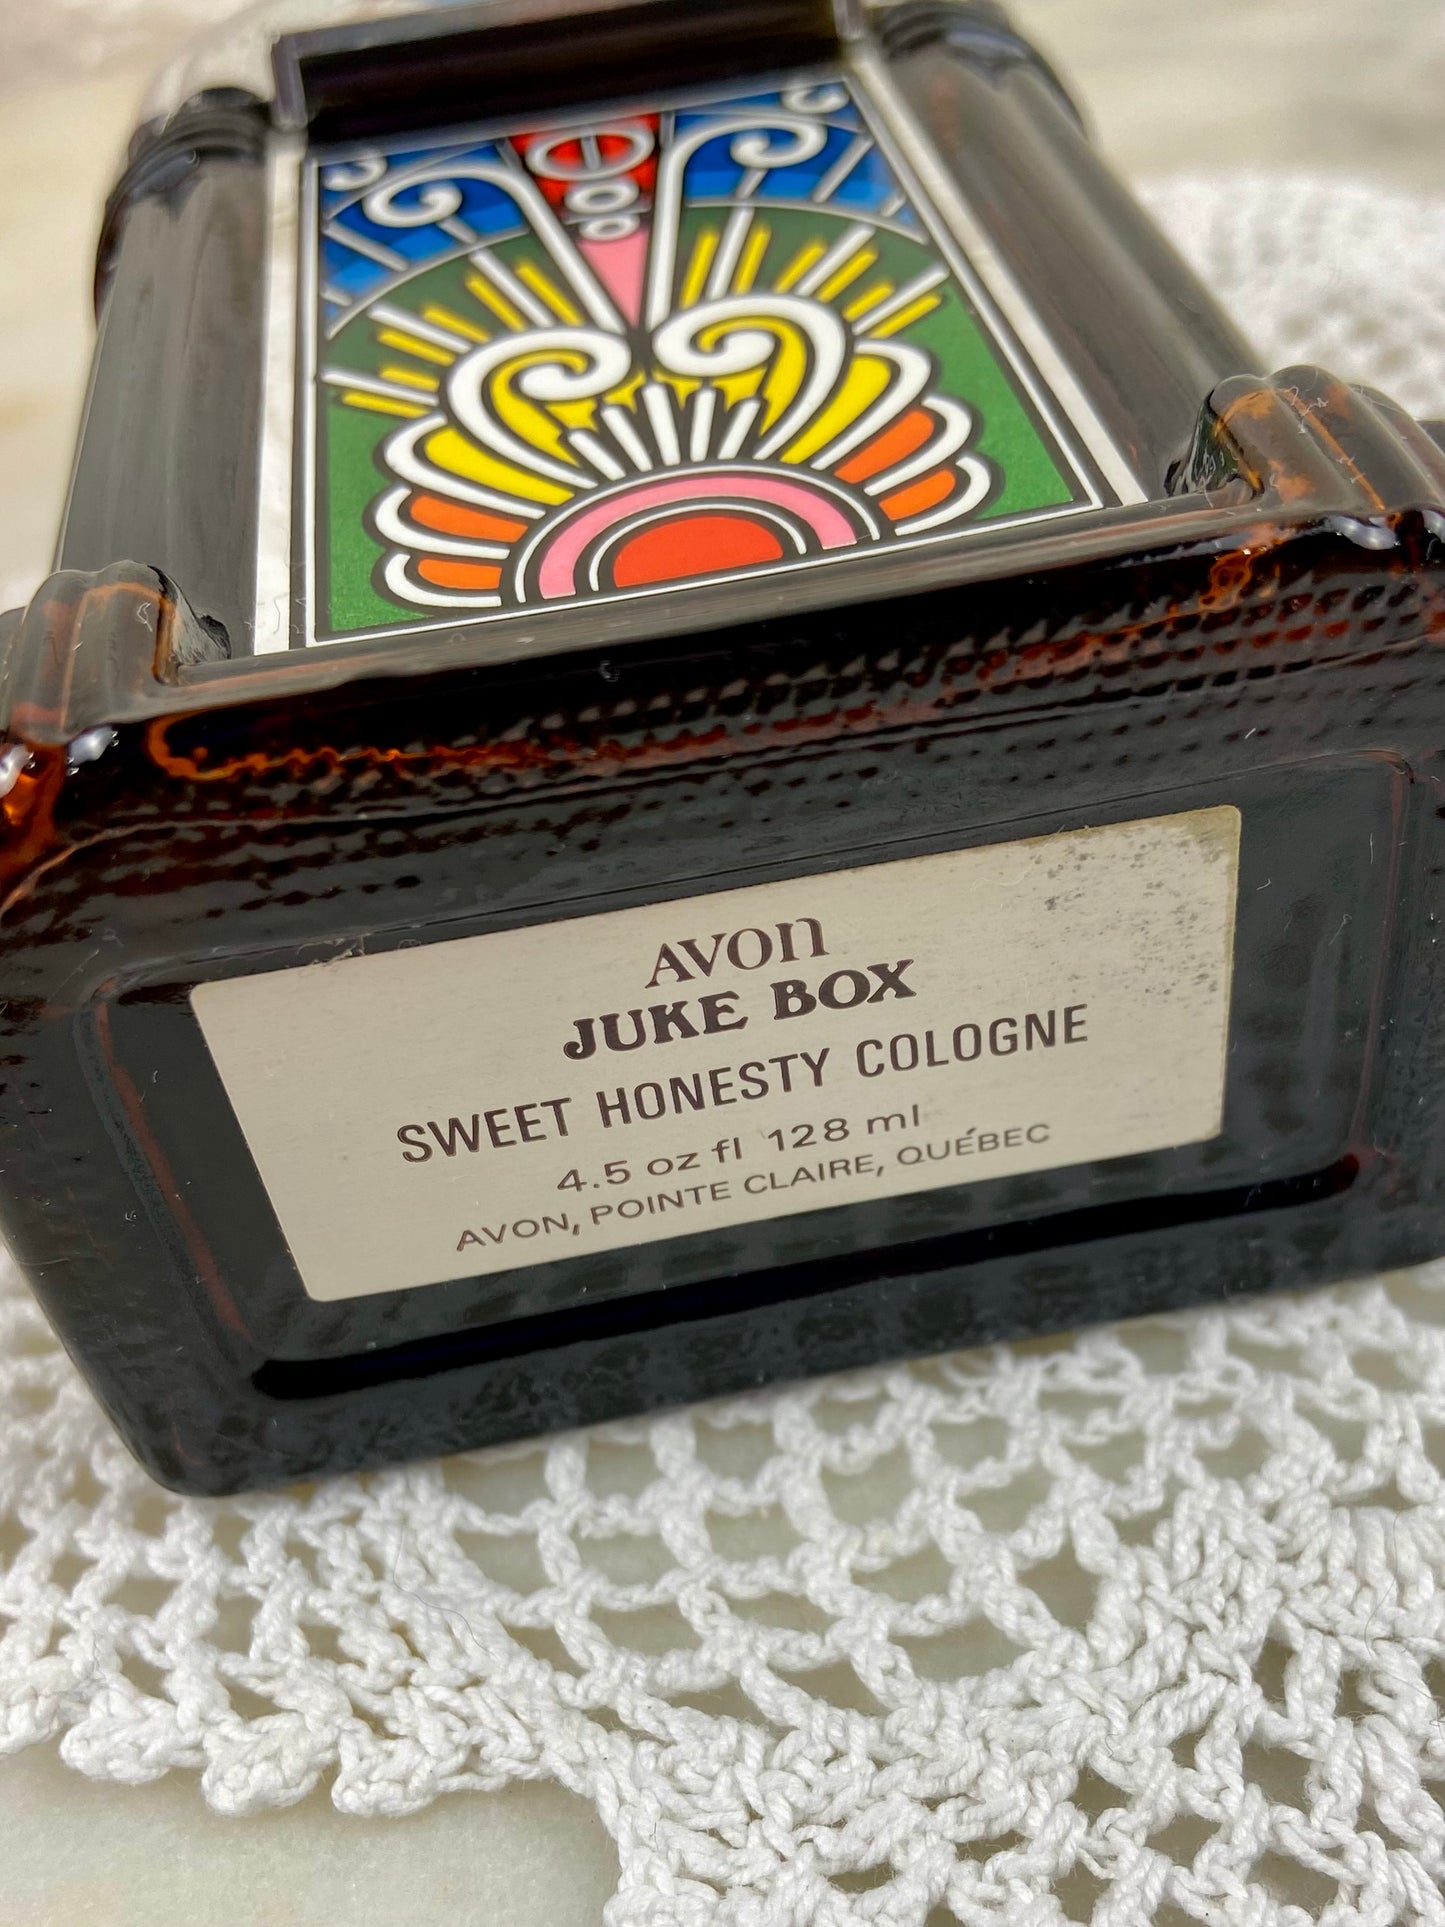 AVON
JUKE BOX
SWEET HONESTY COLOGNE
4.5 oz fl 128 ml
AVON, POINTE CLAIRE, QUÉBEC